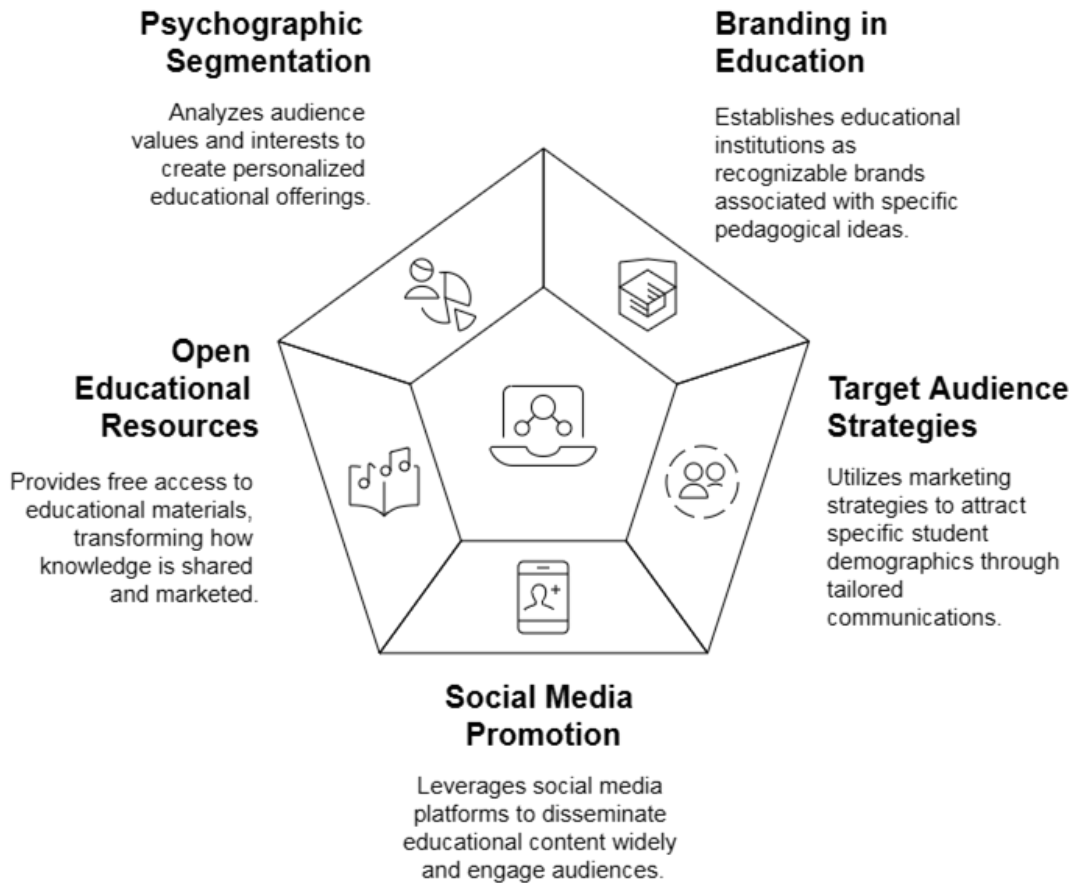 Psychographic
Segmentation
Analyzes audience
values and interests to
create personalized
educational offerings.
Branding in
Education
Establishes educational
institutions as
recognizable brands
associated with specific
pedagogical ideas.
Open
Educational
Resources
Provides free access to
educational materials,
transforming how
knowledge is shared
and marketed.
Target Audience
Strategies
Utilizes marketing
strategies to attract
specific student
demographics through
tailored
communications.
Social Media
Promotion
Leverages social media
platforms to disseminate
educational content widely
and engage audiences.